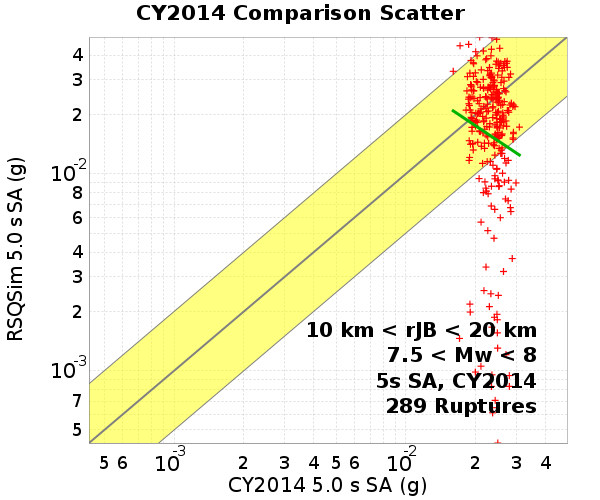 CY2014 Comparison Scatter
RSQSim 5.0 s SA (g)
4
3
2
10-2
8
6
4
3
2
10-3
7
5
10 km < rJB < 20 km
7.5 < Mw < 8
5s SA, CY2014
289 Ruptures
5 6 10-3 2 3 4 5 6 8 10-2 2 3 4
CY2014 5.0 s SA (g)